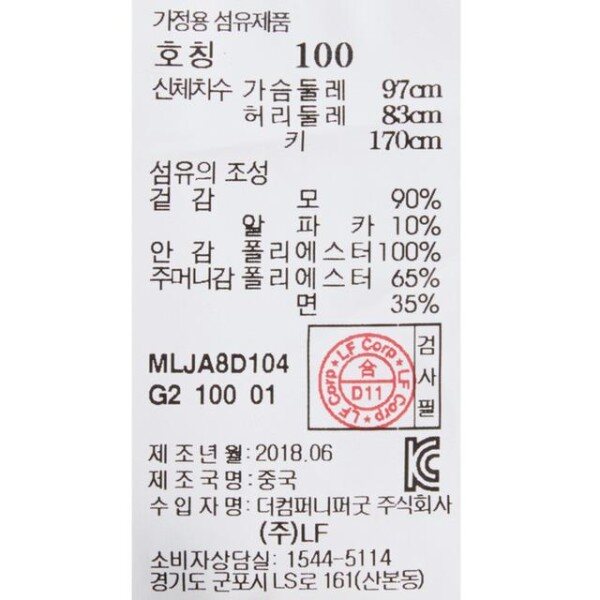 가정용 섬유제품
호칭 100
신체치수 가슴둘레 97cm
허리둘레 83cm
키 170cm
섬유의 조성
겉감 모 90%
알파카 10%
안감 폴리에스터 100%
주머니감 폴리에스터 65%
면 35%
MLJA8D104
G2 100 01
LF Corp LF Corp LF Corp
合
D11
검사필
제조년월: 2018.06
제조국명: 중국
수입자명: 더컴퍼니퍼굿 주식회사
(주)LF
소비자상담실: 1544-5114
경기도 군포시 LS로 161(산본동)